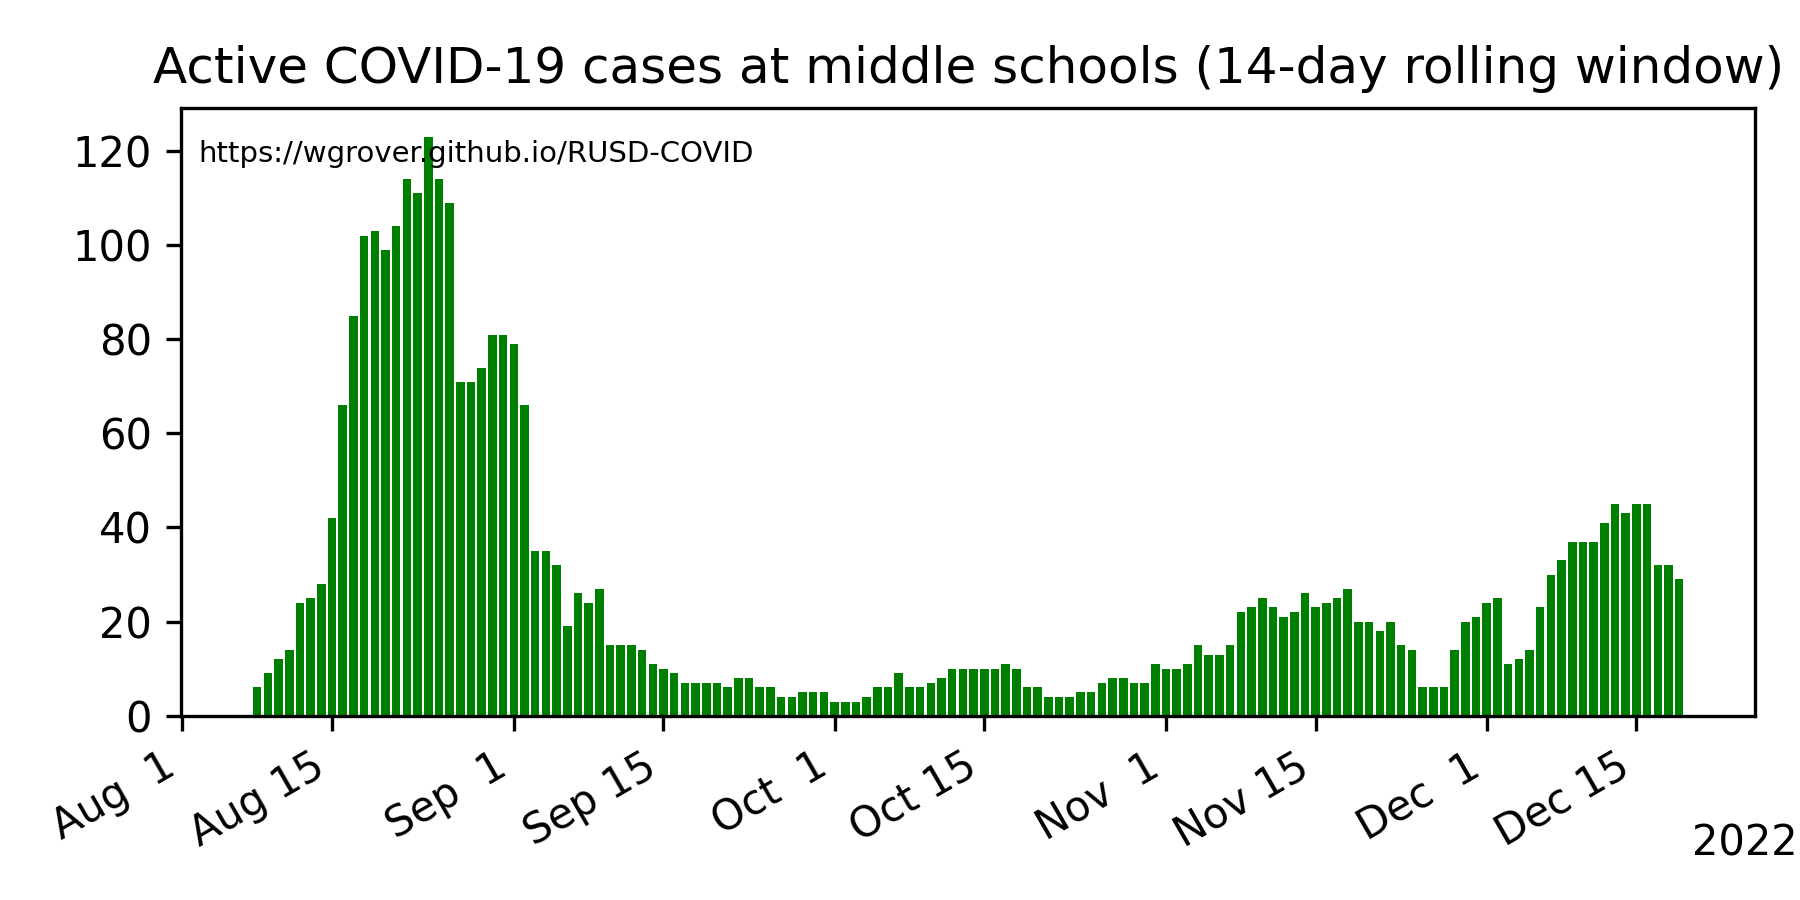 Active COVID-19 cases at middle schools (14-day rolling window)
https://wgrover.github.io/RUSD-COVID
120
100
80
60
40
20
0
Aug 1
Aug 15
Sep 1
Sep 15
Oct 1
Oct 15
Nov 1
Nov 15
Dec 1
Dec 15
2022